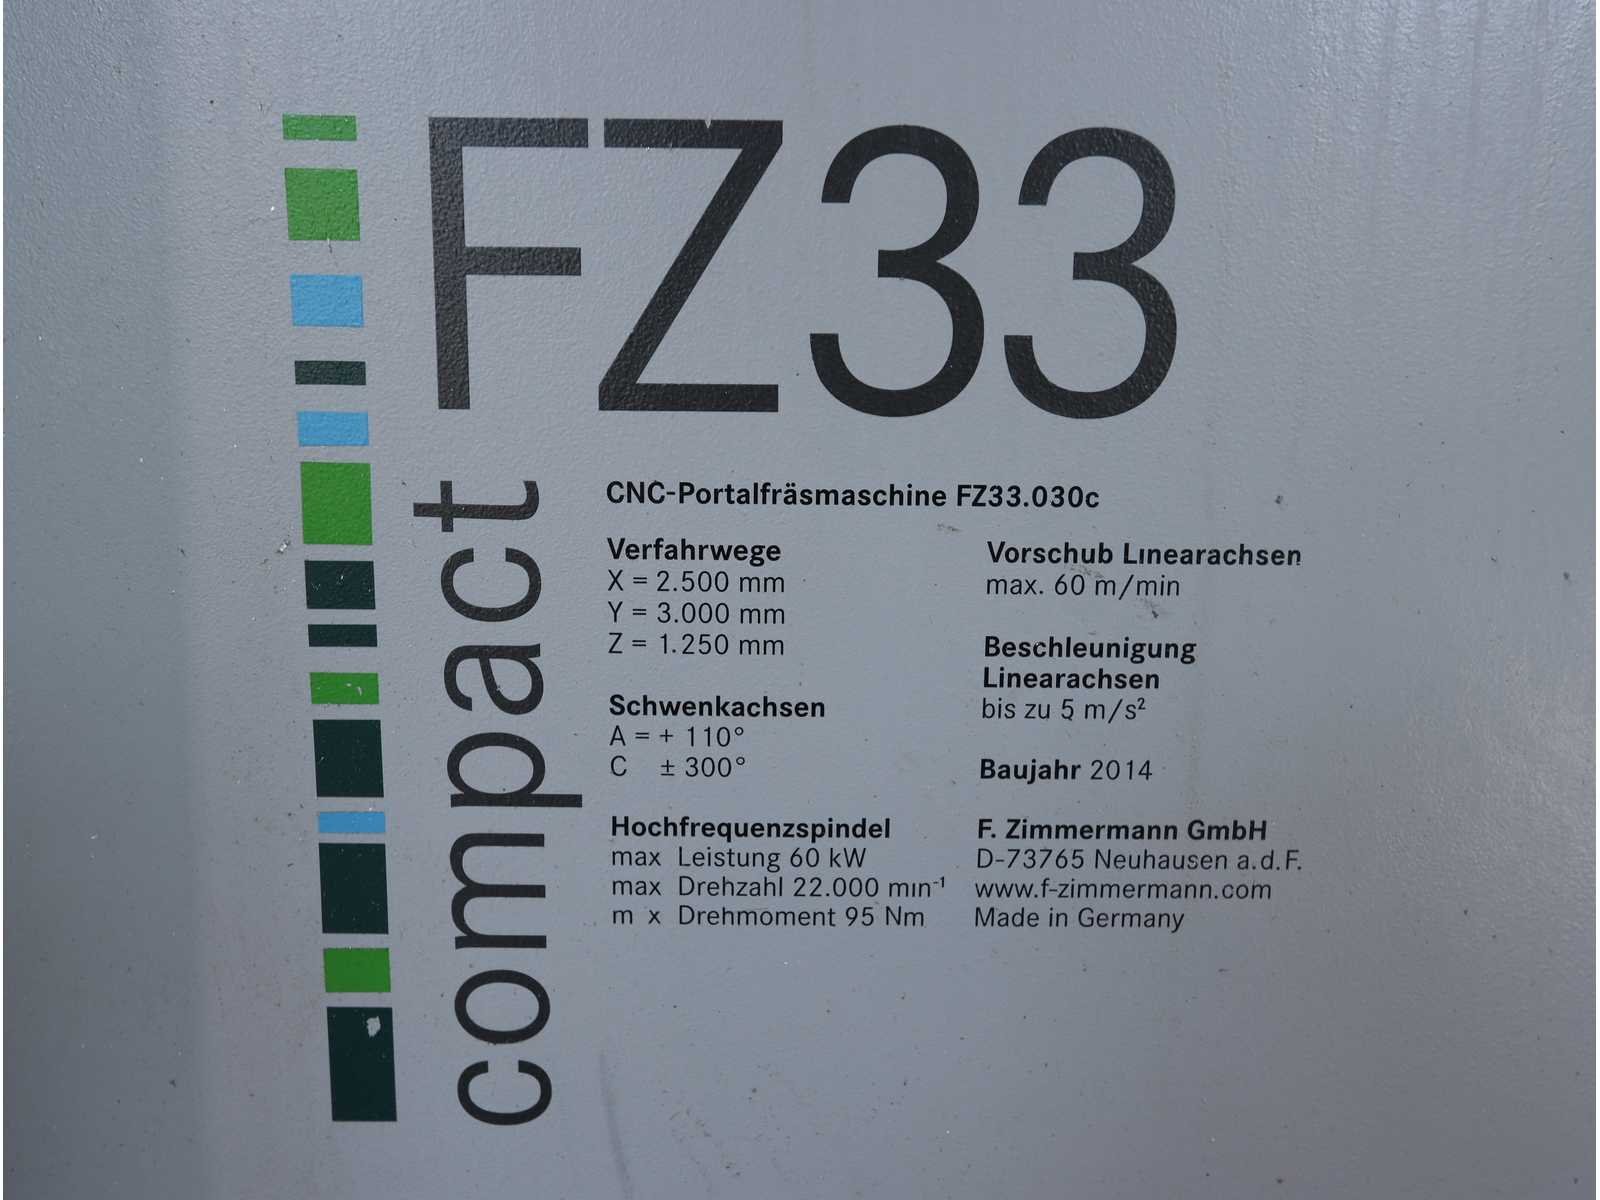 FZ33
compact
CNC-Portalfräsmaschine FZ33.030c
Verfahrwege
X = 2.500 mm
Y = 3.000 mm
Z = 1.250 mm
Schwenkachsen
A = + 110°
C ± 300°
Hochfrequenzspindel
max Leistung 60 kW
max Drehzahl 22.000 mın⁻¹
m x Drehmoment 95 Nm
Vorschub Lınearachsen
max. 60 m/min
Beschleunigung
Linearachsen
bis zu 5 m/s²
Baujahr 2014
F. Zimmermann GmbH
D-73765 Neuhausen a.d.F.
www.f-zimmermann.com
Made in Germany